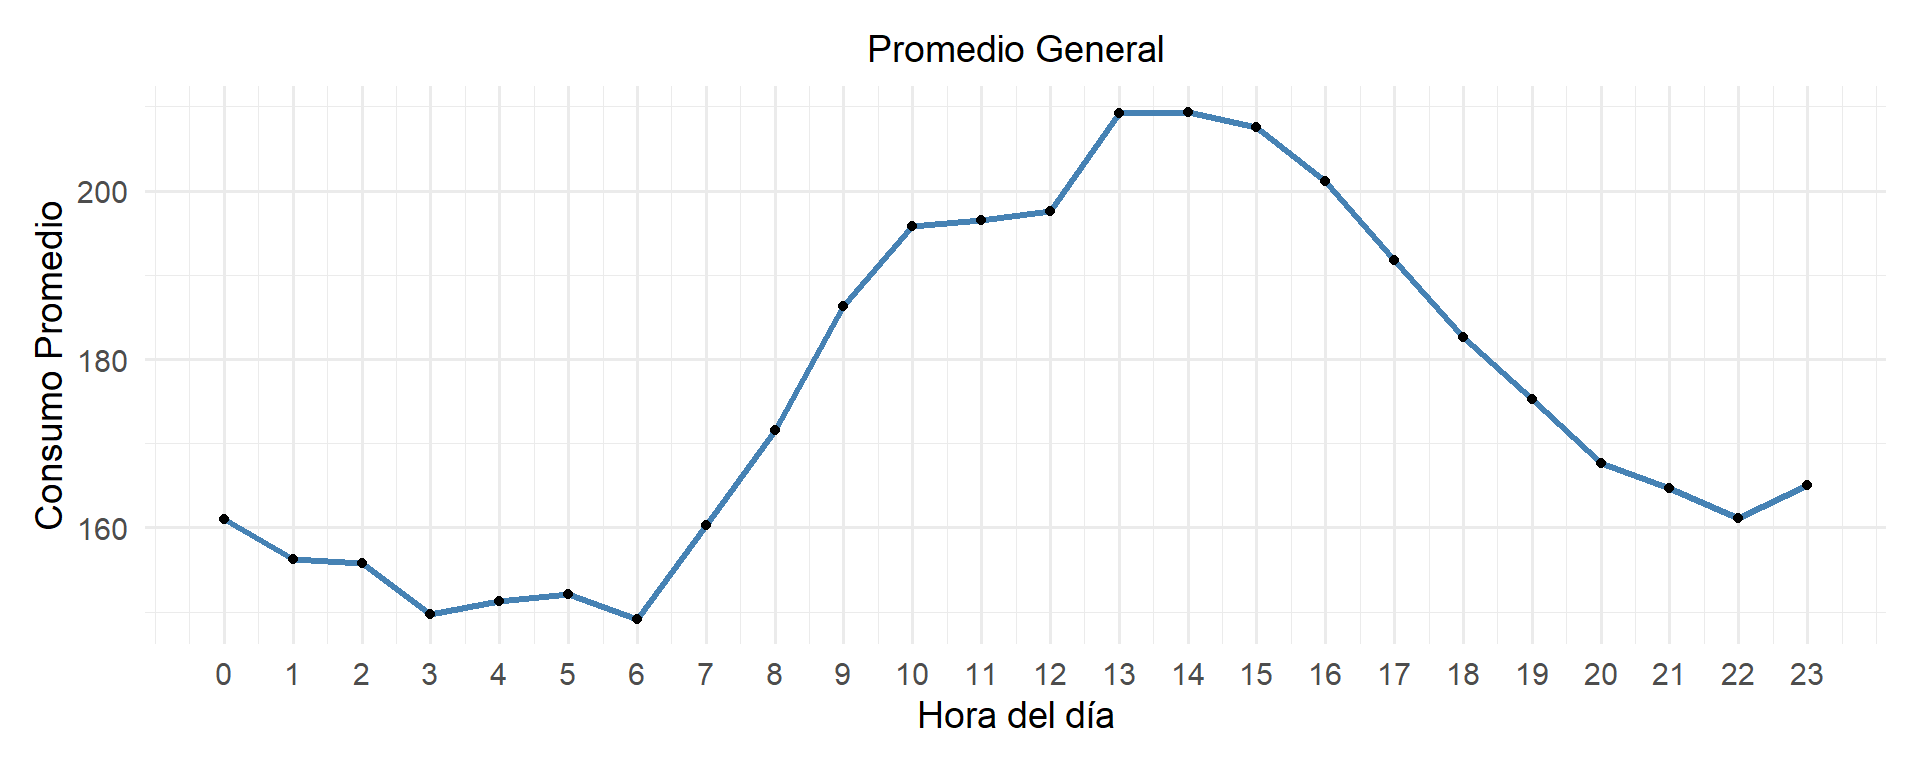 Promedio General
Consumo Promedio
200
180
160
0 1 2 3 4 5 6 7 8 9 10 11 12 13 14 15 16 17 18 19 20 21 22 23
Hora del día